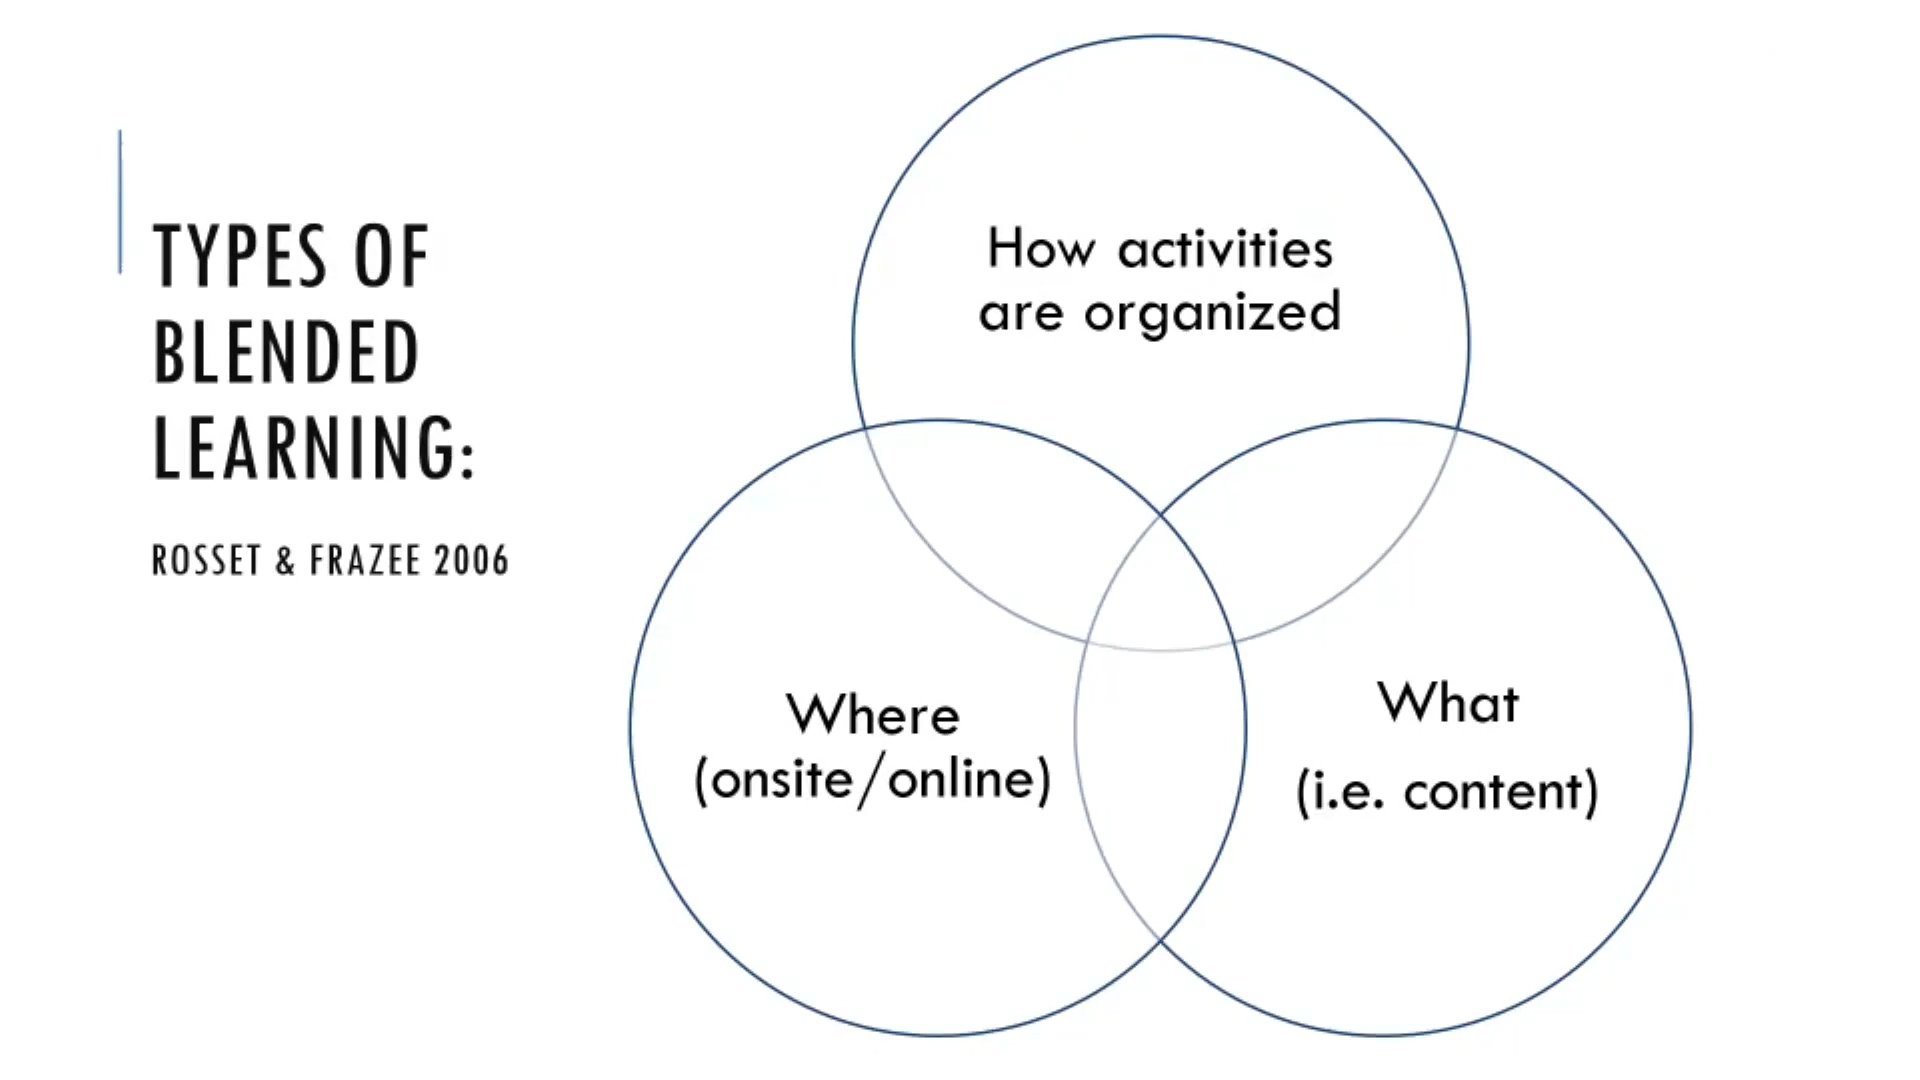 TYPES OF
BLENDED
LEARNING:
ROSSET & FRAZEE 2006
How activities
are organized
Where
(onsite/online)
What
(i.e. content)